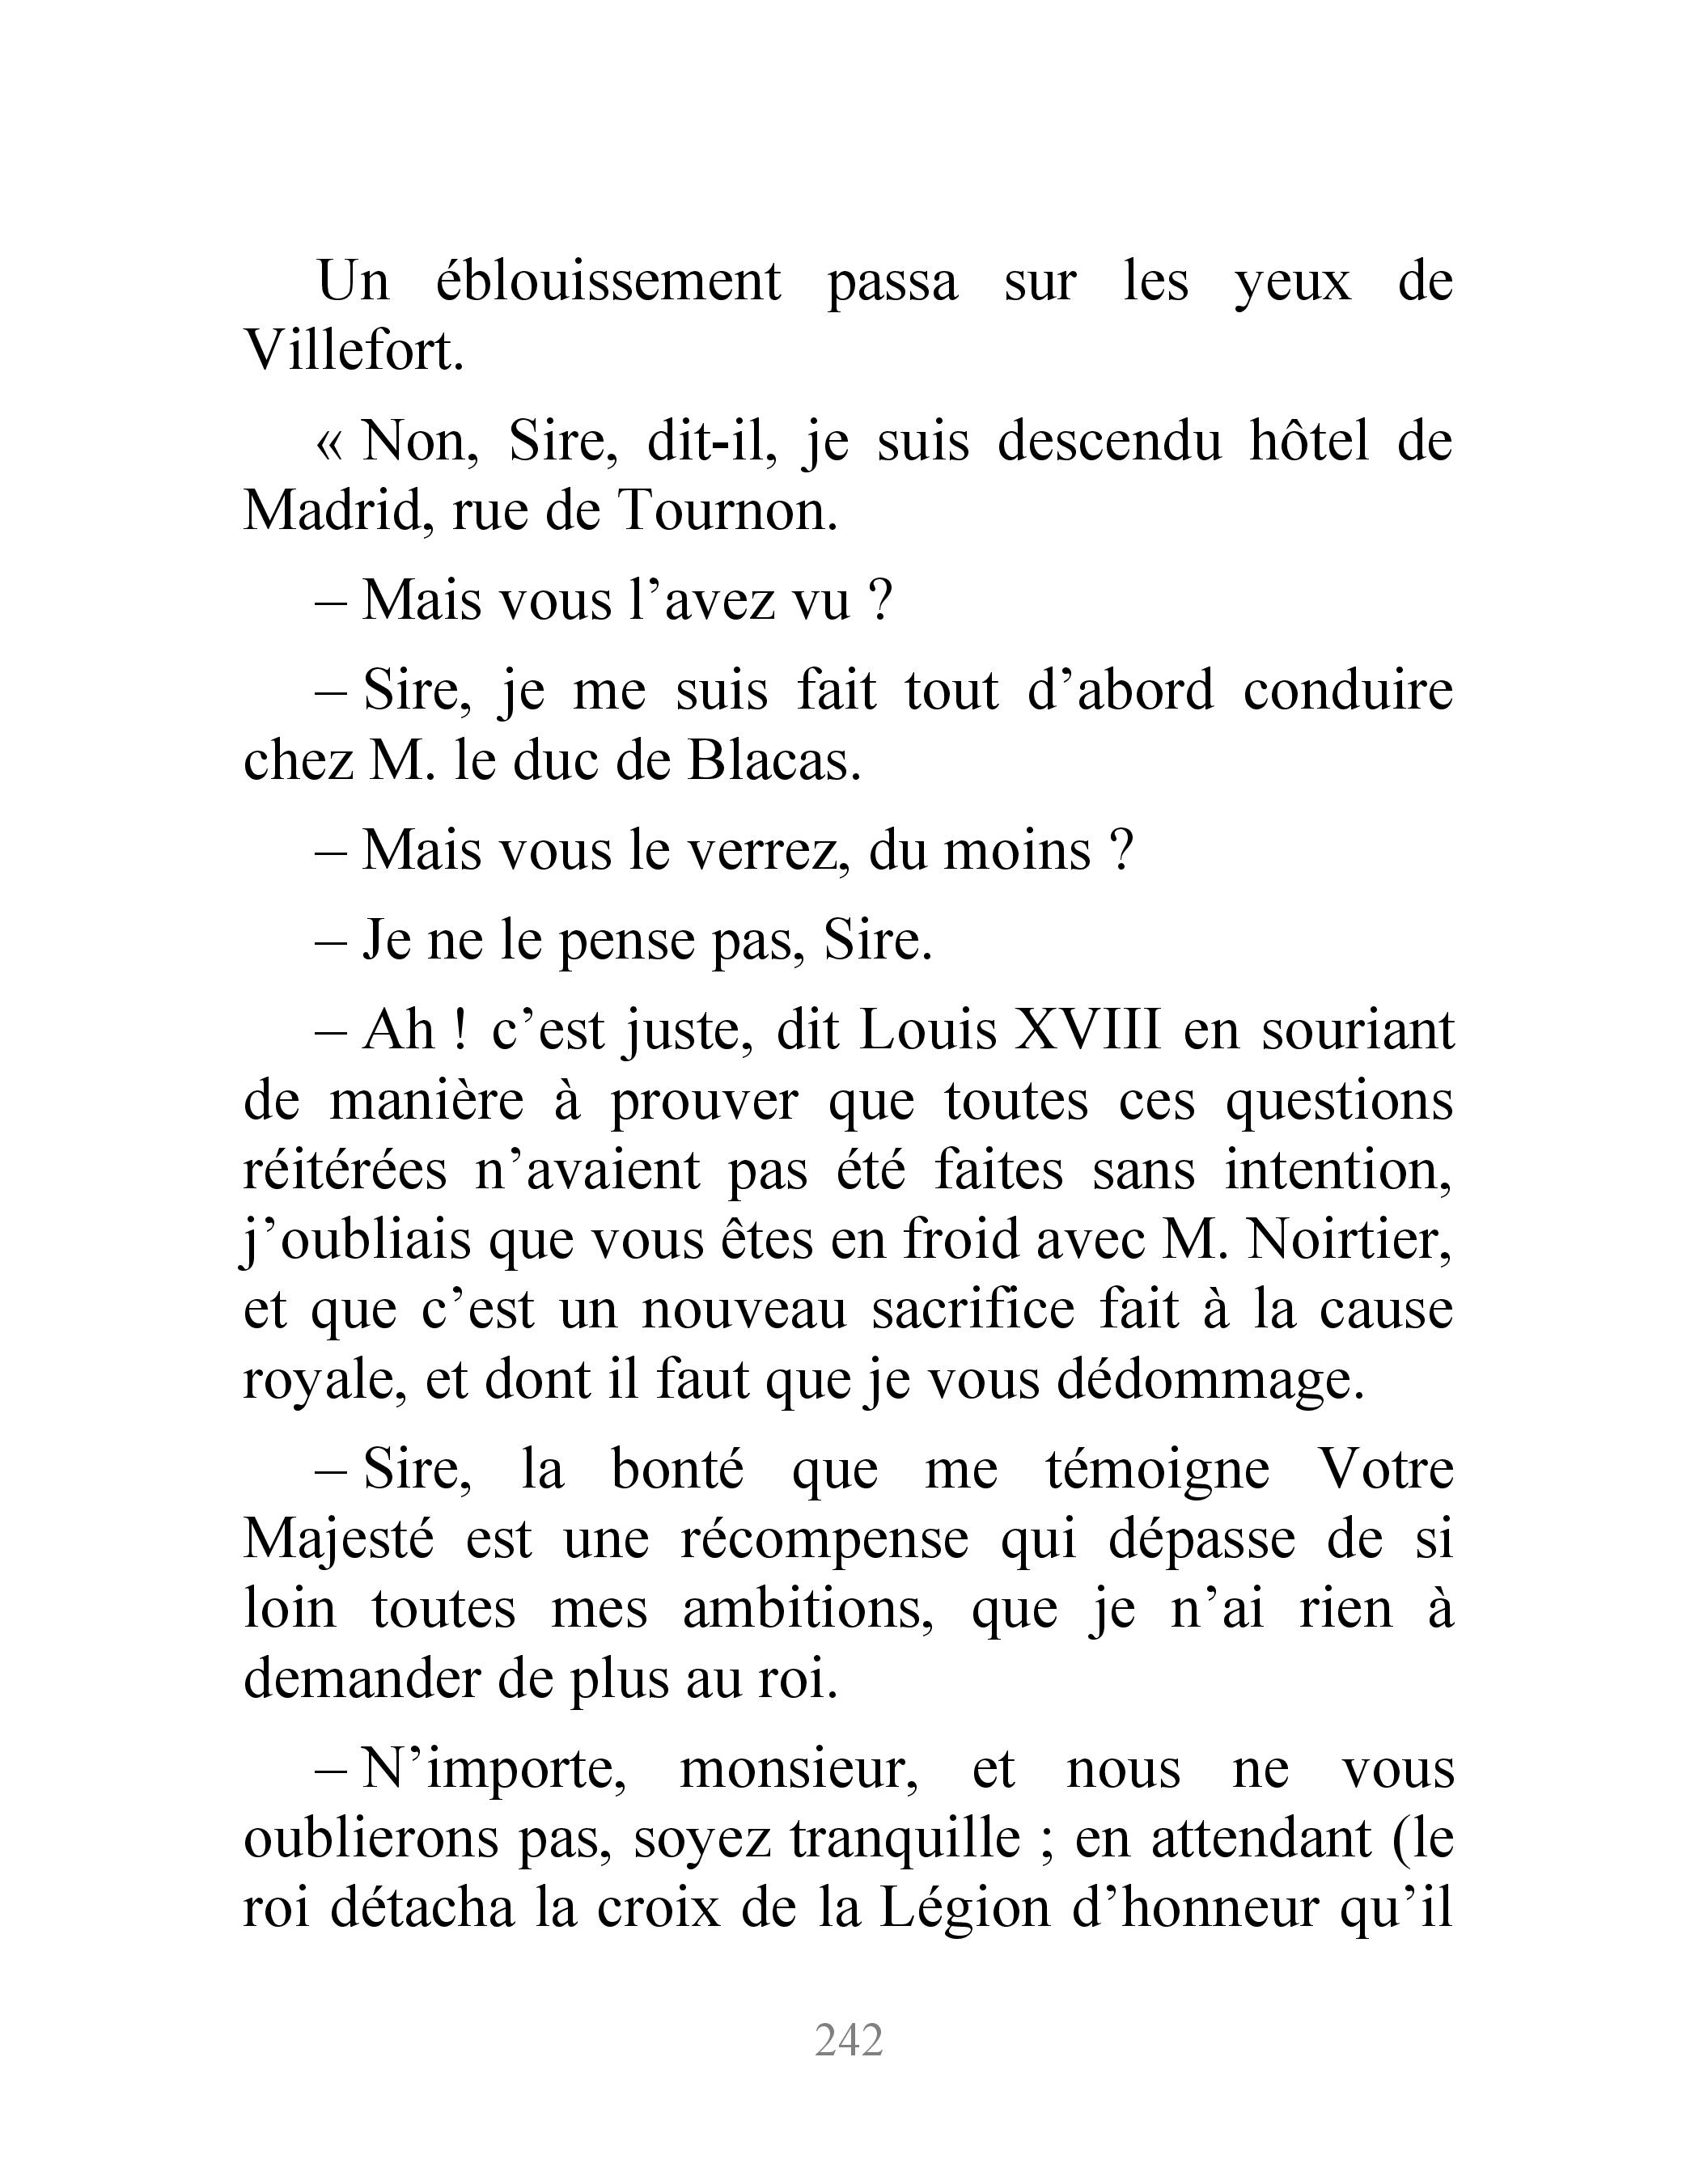 Un éblouissement passa sur les yeux de
Villefort.
« Non, Sire, dit-il, je suis descendu hôtel de
Madrid, rue de Tournon.
– Mais vous l’avez vu ?
– Sire, je me suis fait tout d’abord conduire
chez M. le duc de Blacas.
– Mais vous le verrez, du moins ?
– Je ne le pense pas, Sire.
– Ah ! c’est juste, dit Louis XVIII en souriant
de manière à prouver que toutes ces questions
réitérées n’avaient pas été faites sans intention,
j’oubliais que vous êtes en froid avec M. Noirtier,
et que c’est un nouveau sacrifice fait à la cause
royale, et dont il faut que je vous dédommage.
– Sire, la bonté que me témoigne Votre
Majesté est une récompense qui dépasse de si
loin toutes mes ambitions, que je n’ai rien à
demander de plus au roi.
– N’importe, monsieur, et nous ne vous
oublierons pas, soyez tranquille ; en attendant (le
roi détacha la croix de la Légion d’honneur qu’il
242